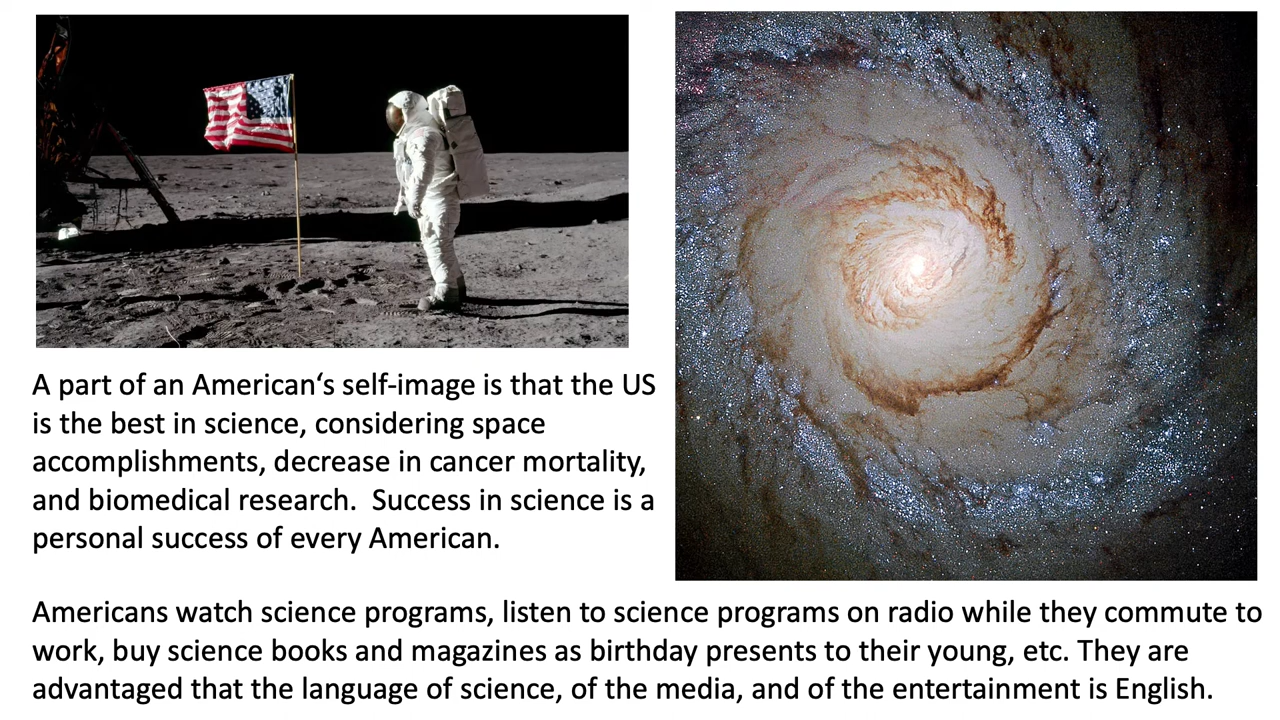 A part of an American‘s self-image is that the US
is the best in science, considering space
accomplishments, decrease in cancer mortality,
and biomedical research.  Success in science is a
personal success of every American.
Americans watch science programs, listen to science programs on radio while they commute to
work, buy science books and magazines as birthday presents to their young, etc. They are
advantaged that the language of science, of the media, and of the entertainment is English.